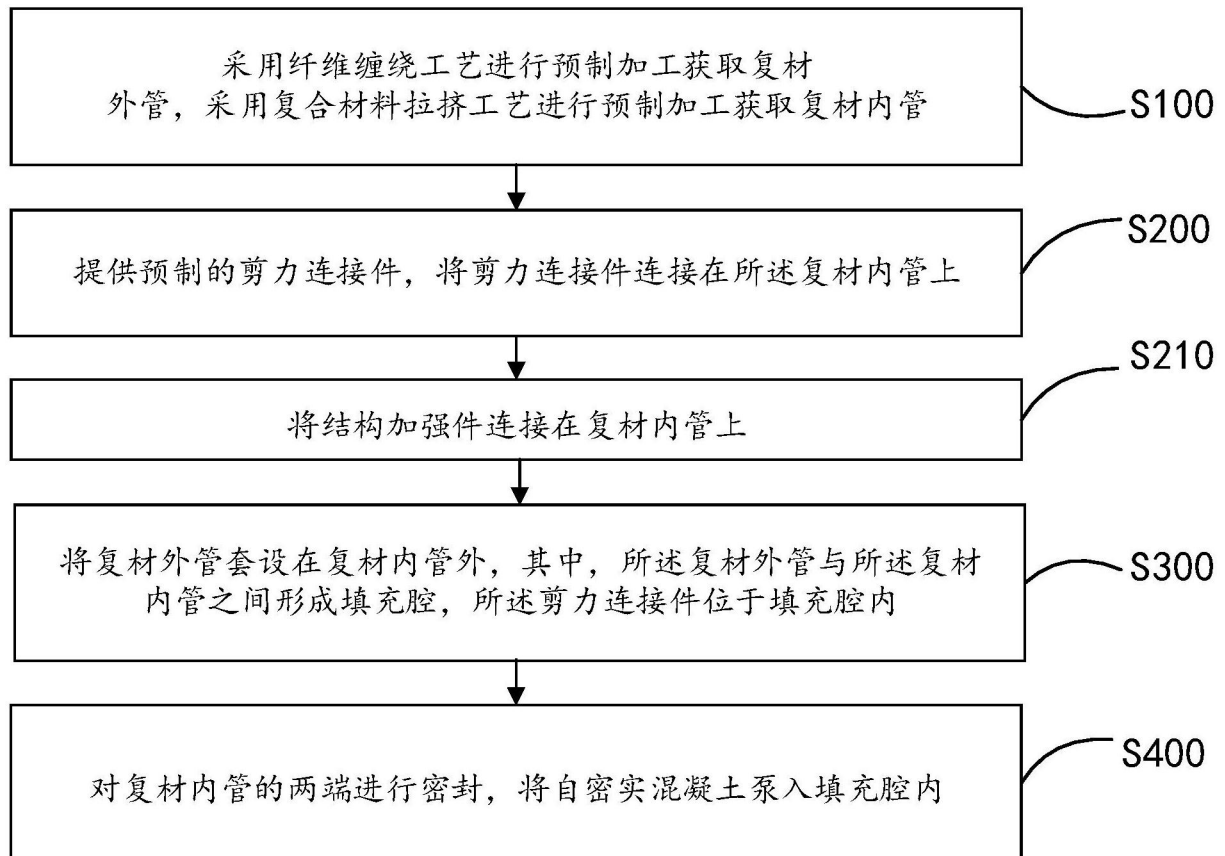 采用纤维缠绕工艺进行预制加工获取复材
外管，采用复合材料拉挤工艺进行预制加工获取复材内管
S100
提供预制的剪力连接件，将剪力连接件连接在所述复材内管上
S200
将结构加强件连接在复材内管上
S210
将复材外管套设在复材内管外，其中，所述复材外管与所述复材
内管之间形成填充腔，所述剪力连接件位于填充腔内
S300
对复材内管的两端进行密封，将自密实混凝土泵入填充腔内
S400